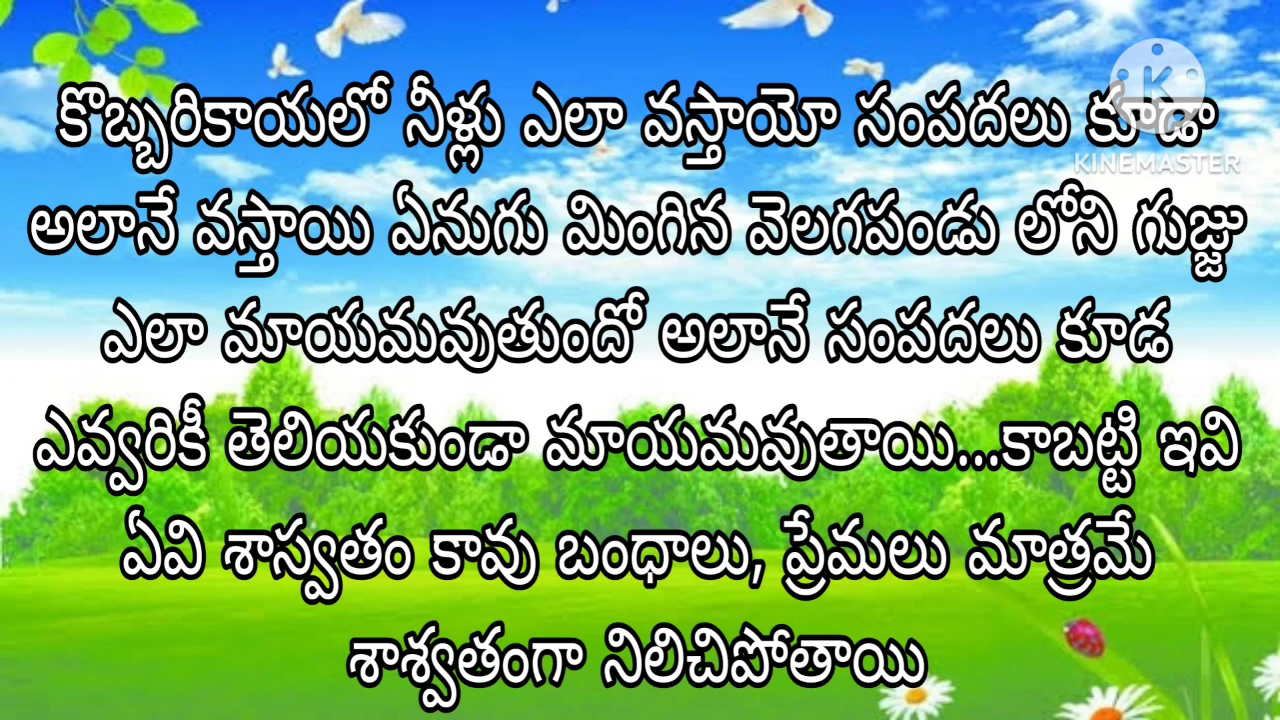 కొబ్బరికాయలో నీళ్లు ఎలా వస్తాయో సంపదలు కూడా
KINEMASTER
అలానే వస్తాయి ఏనుగు మింగిన వెలగపండు లోని గుజ్జు
ఎలా మాయమవుతుందో అలానే సంపదలు కూడ
ఎవ్వరికీ తెలియకుండా మాయమవుతాయి...కాబట్టి ఇవి
ఏవి శాస్వతం కావు బంధాలు, ప్రేమలు మాత్రమే
శాశ్వతంగా నిలిచిపోతాయి